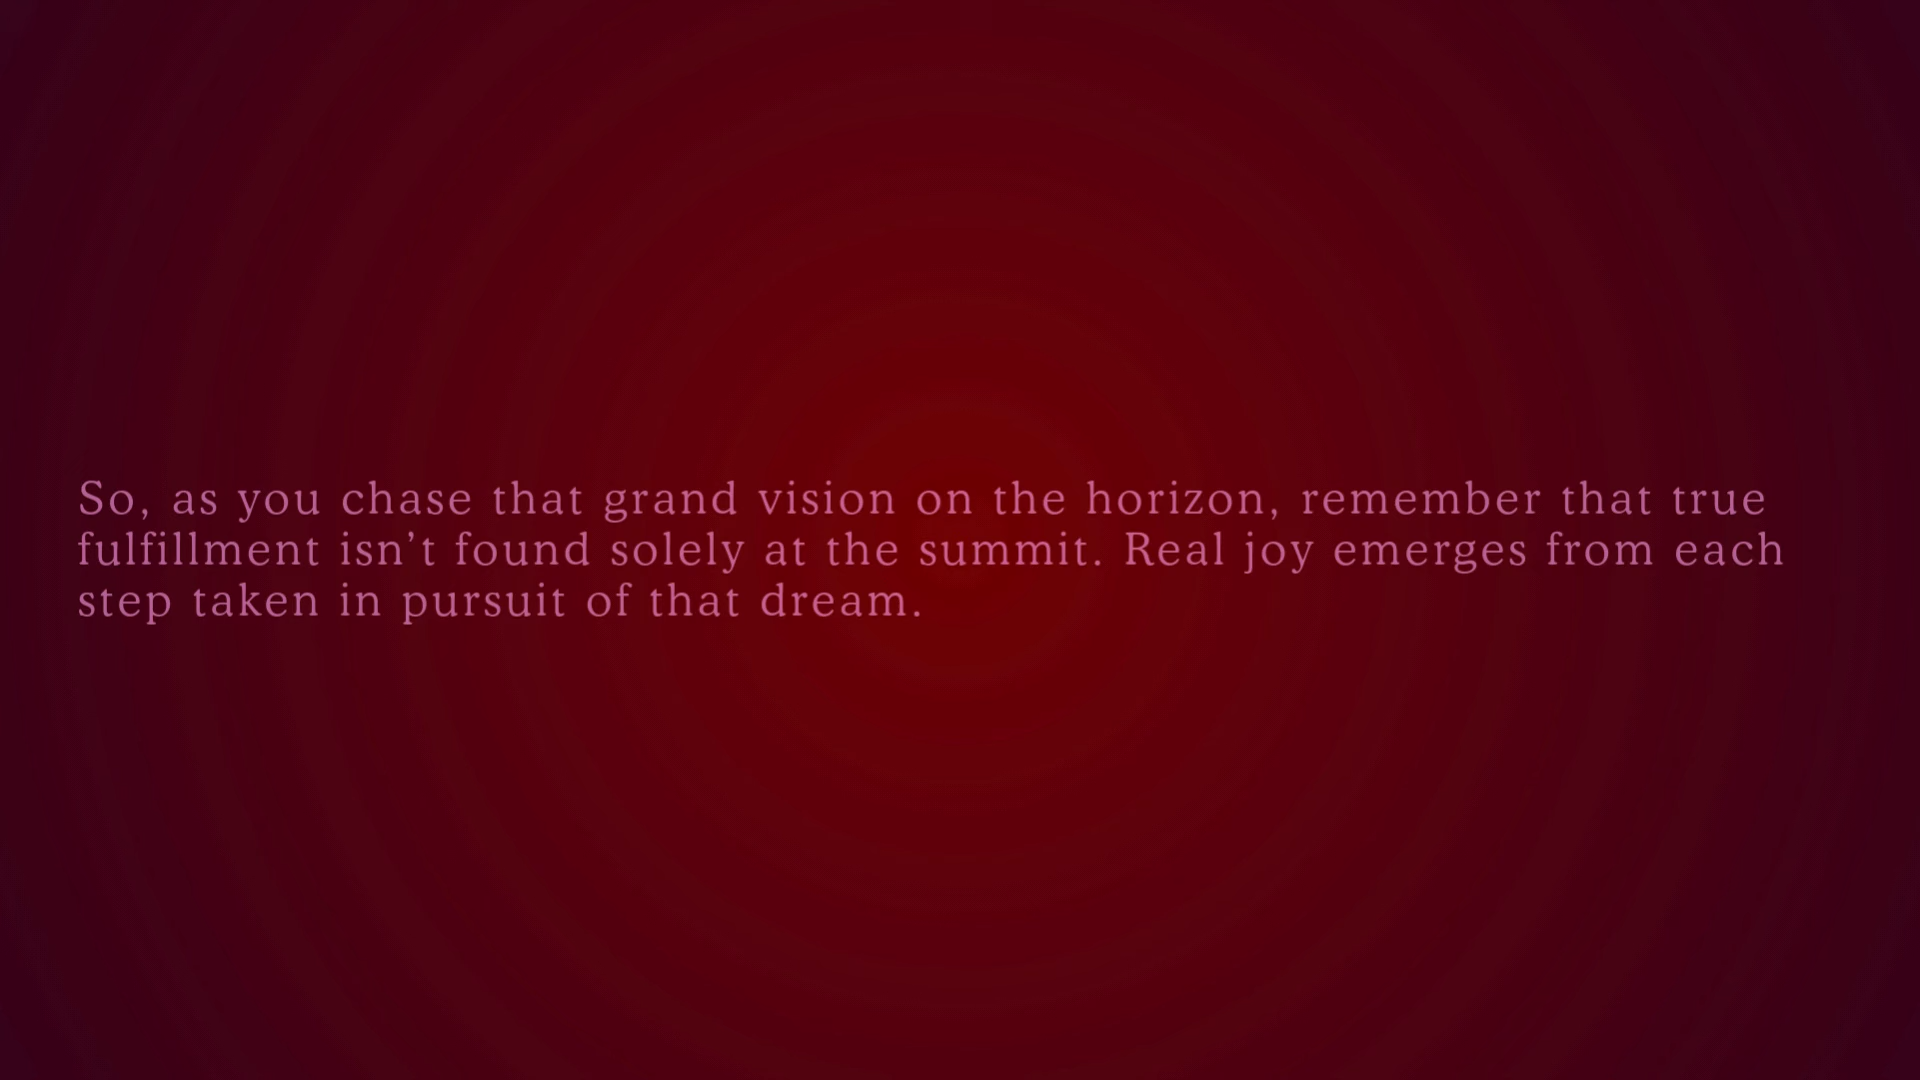 So, as you chase that grand vision on the horizon, remember that true
fulfillment isn’t found solely at the summit. Real joy emerges from each
step taken in pursuit of that dream.